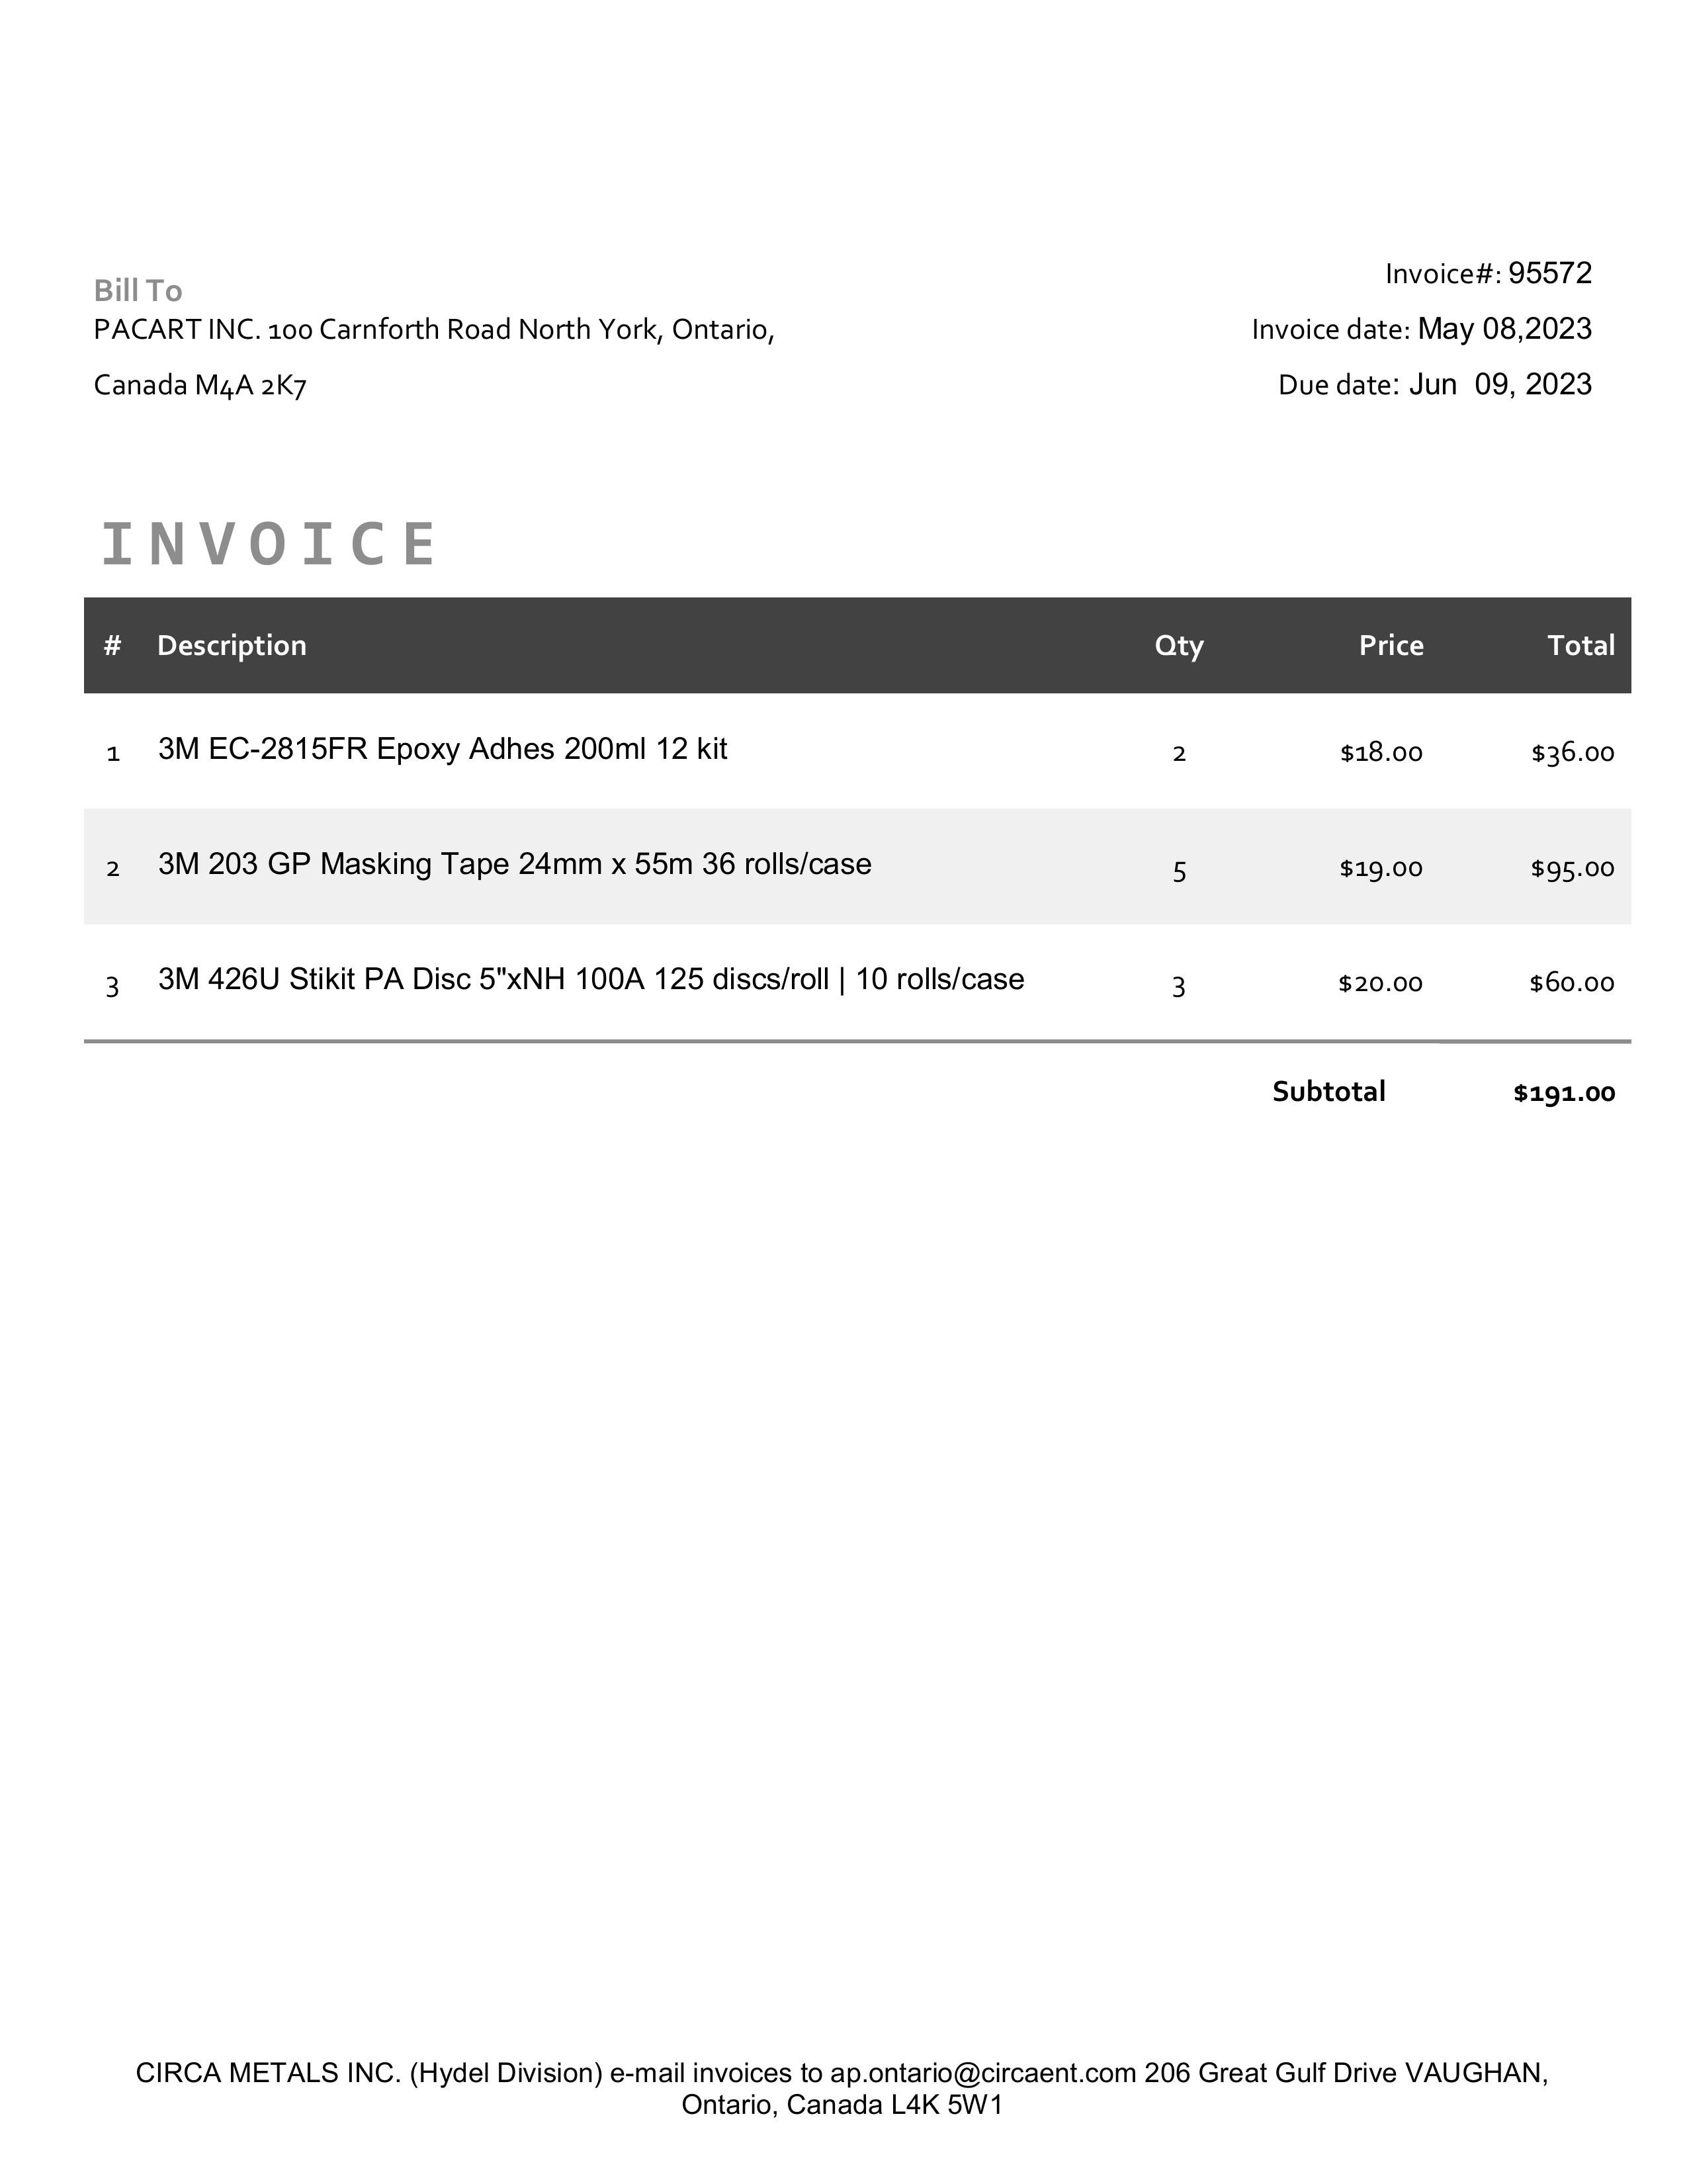 Bill To
PACART INC. 100 Carnforth Road North York, Ontario,
Canada M4A 2K7
Invoice#: 95572
Invoice date: May 08,2023
Due date: Jun  09, 2023
INVOICE
# Description Qty Price Total
1 3M EC-2815FR Epoxy Adhes 200ml 12 kit 2 $18.00 $36.00
2 3M 203 GP Masking Tape 24mm x 55m 36 rolls/case 5 $19.00 $95.00
3 3M 426U Stikit PA Disc 5"xNH 100A 125 discs/roll | 10 rolls/case 3 $20.00 $60.00
Subtotal $191.00
CIRCA METALS INC. (Hydel Division) e-mail invoices to ap.ontario@circaent.com 206 Great Gulf Drive VAUGHAN,
Ontario, Canada L4K 5W1